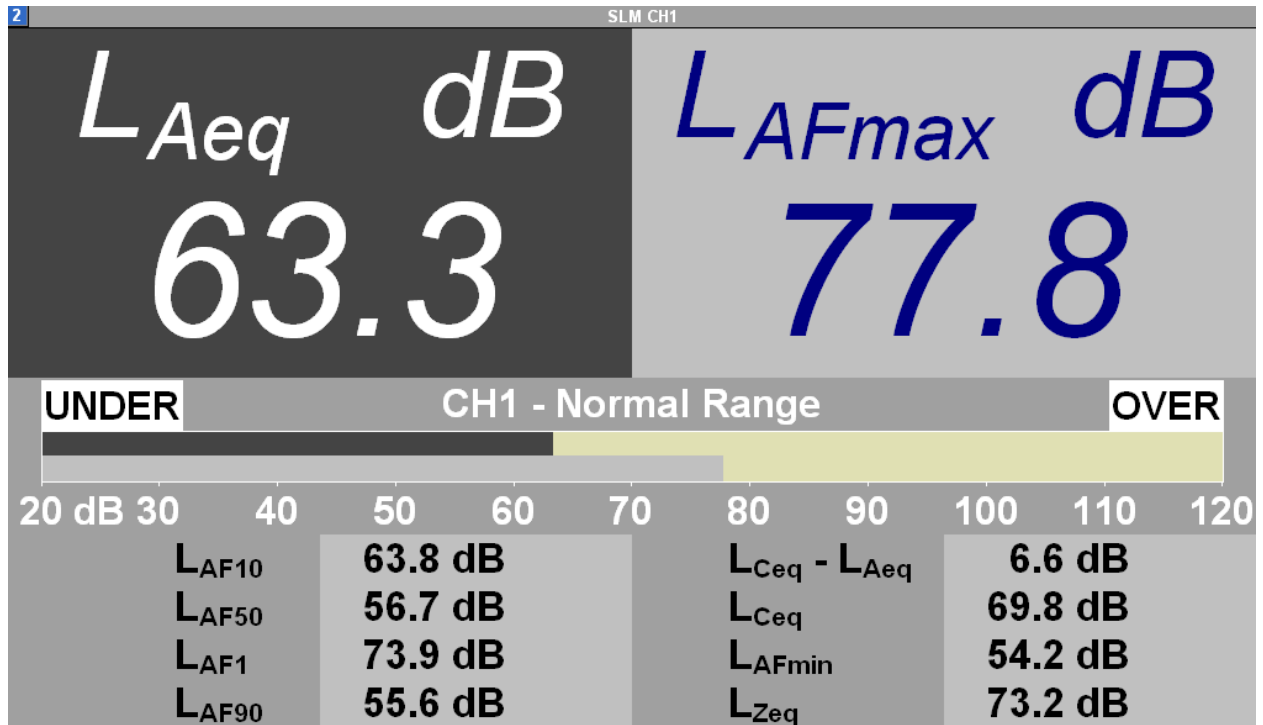 2 SLM CH1
LAeq dB LAFmax dB
63.3 77.8
UNDER CH1 - Normal Range OVER
20 dB 30 40 50 60 70 80 90 100 110 120
LAF10 63.8 dB LCeq - LAeq 6.6 dB
LAF50 56.7 dB LCeq 69.8 dB
LAF1 73.9 dB LAFmin 54.2 dB
LAF90 55.6 dB LZeq 73.2 dB